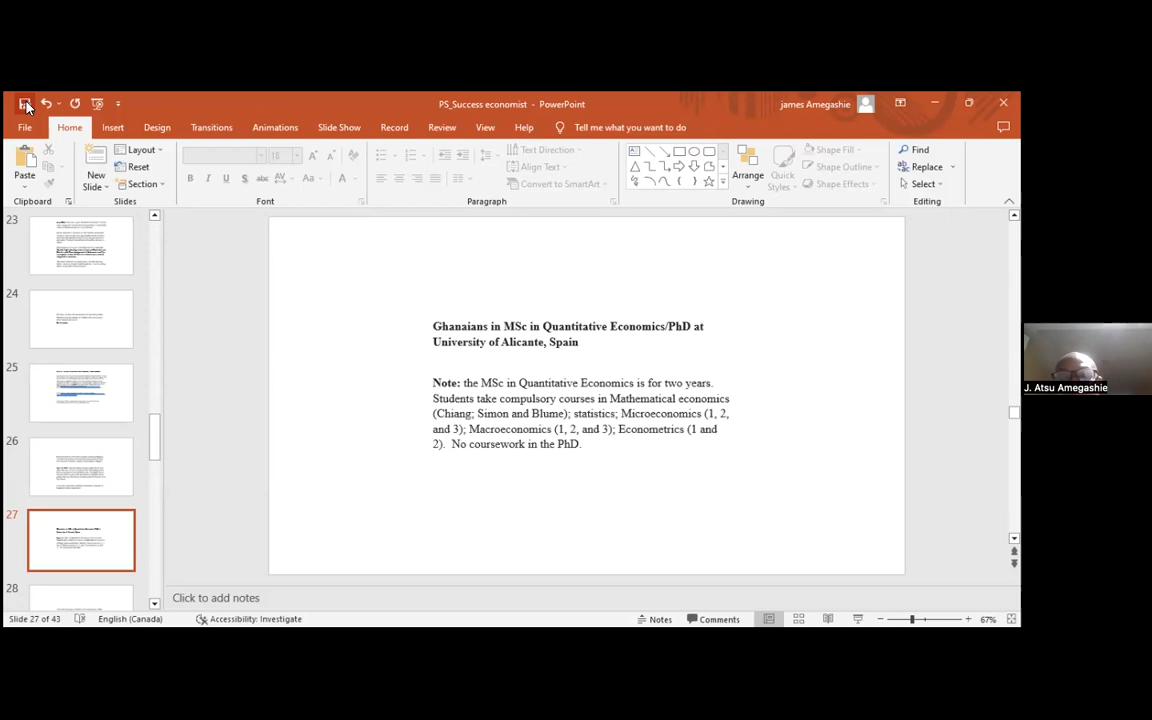 PS_Success economist - PowerPoint
james Amegashie
File Home Insert Design Transitions Animations Slide Show Record Review View Help Tell me what you want to do
Paste
New
Slide
Layout
Reset
Section
18
Text Direction
Align Text
Convert to SmartArt
Arrange
Quick
Styles
Shape Fill
Shape Outline
Shape Effects
Find
Replace
Select
Clipboard Slides Font Paragraph Drawing Editing
23
24
25
26
27
28
Ghanaians in MSc in Quantitative Economics/PhD at
University of Alicante, Spain
Note: the MSc in Quantitative Economics is for two years.
Students take compulsory courses in Mathematical economics
(Chiang; Simon and Blume); statistics; Microeconomics (1, 2,
and 3); Macroeconomics (1, 2, and 3); Econometrics (1 and
2). No coursework in the PhD.
J. Atsu Amegashie
Click to add notes
Slide 27 of 43 English (Canada) Accessibility: Investigate Notes Comments 67%